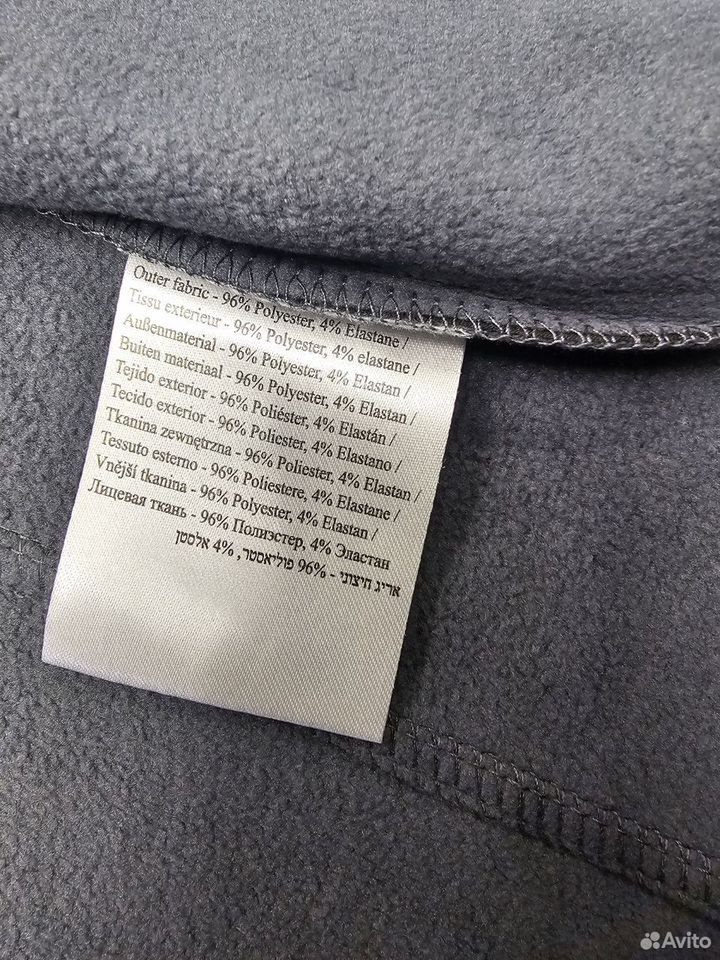 Outer fabric - 96% Polyester, 4% Elastane /
Tissu exterieur - 96% Polyester, 4% elastane /
Außenmaterial - 96% Polyester, 4% Elastan /
Buiten materiaal - 96% Polyester, 4% Elastan /
Tejido exterior - 96% Poliéster, 4% Elastán /
Tecido exterior - 96% Poliester, 4% Elastano /
Tkanina zewnętrzna - 96% Poliester, 4% Elastan /
Tessuto esterno - 96% Poliestere, 4% Elastane /
Vnější tkanina - 96% Polyester, 4% Elastan /
Лицевая ткань - 96% Полиэстер, 4% Эластан
אריג חיצוני - 96% פוליאסטר, 4% אלסטן
Avito